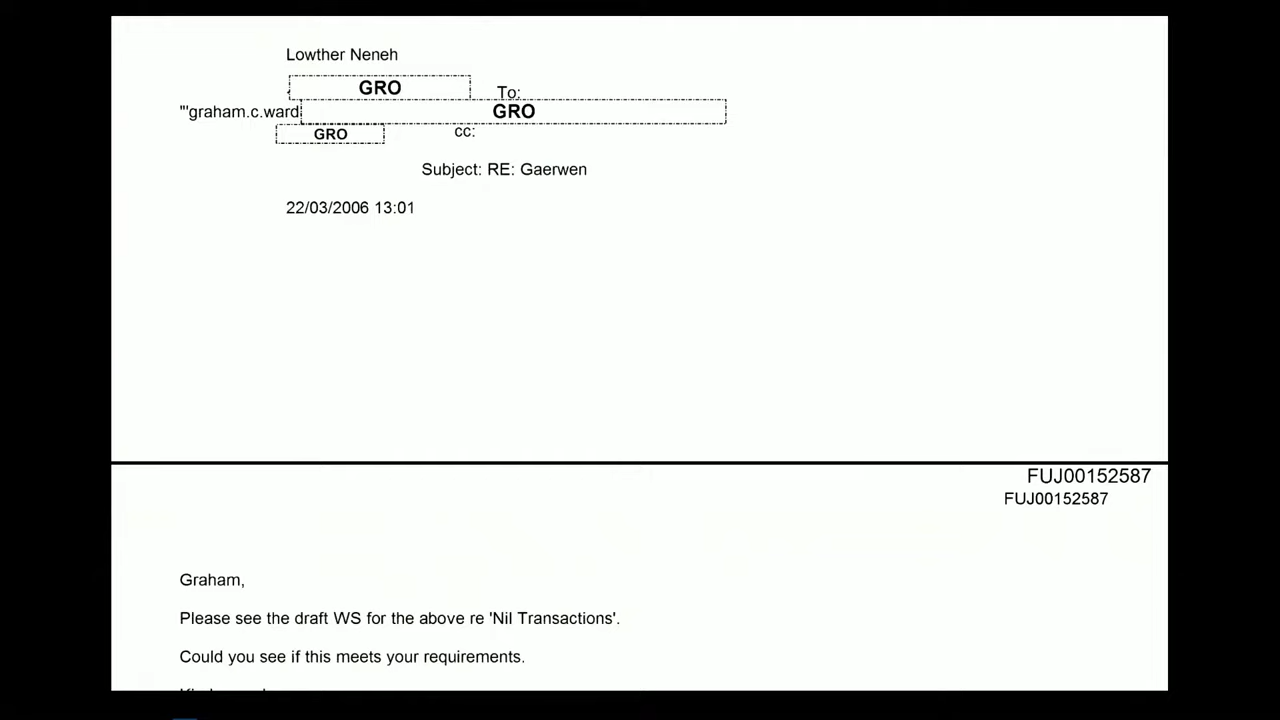 Lowther Neneh
GRO
To:
"'graham.c.ward
GRO
GRO
cc:
Subject: RE: Gaerwen
22/03/2006 13:01
FUJ00152587
FUJ00152587
Graham,
Please see the draft WS for the above re 'Nil Transactions'.
Could you see if this meets your requirements.